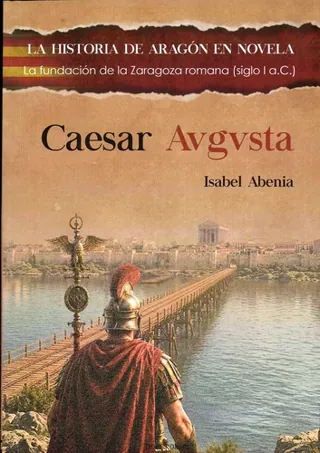 LA HISTORIA DE ARAGÓN EN NOVELA
La fundación de la Zaragoza romana (siglo I a.C.)
Caesar Avgvsta
Isabel Abenia